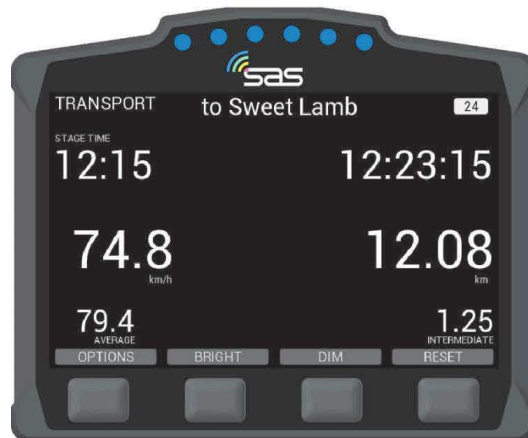 sas
TRANSPORT to Sweet Lamb 24
STAGE TIME
12:15 12:23:15
74.8 12.08
km/h km
79.4 1.25
AVERAGE INTERMEDIATE
OPTIONS BRIGHT DIM RESET